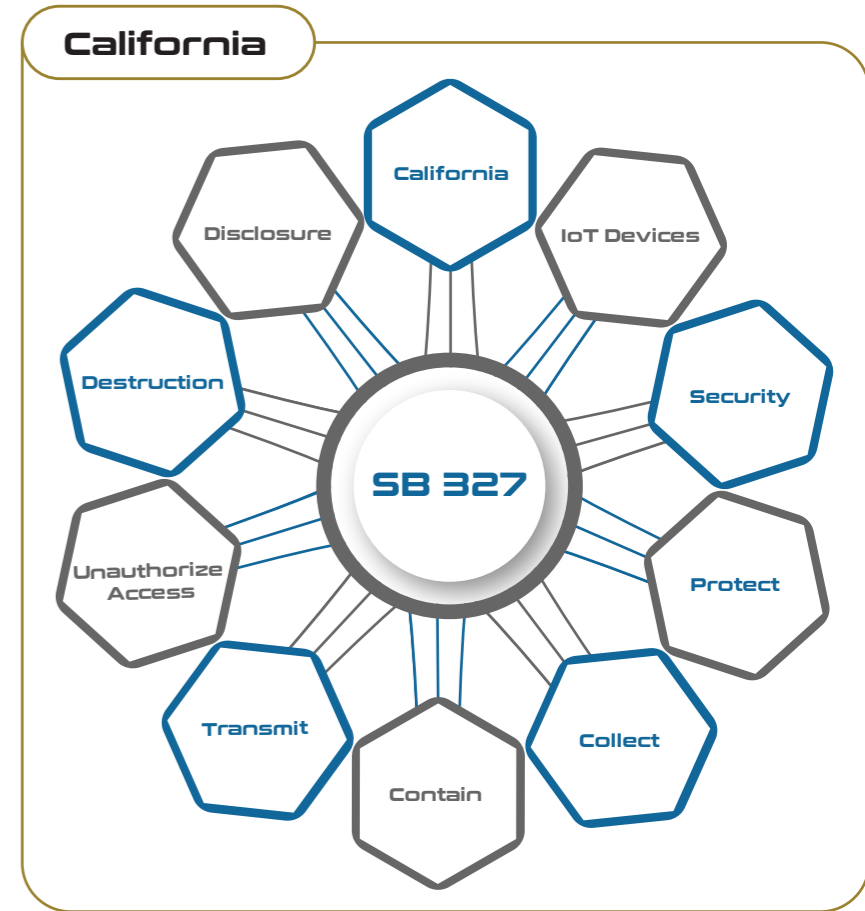 California
California
Disclosure
IoT Devices
Destruction
Security
SB 327
Unauthorize
Access
Protect
Transmit
Collect
Contain